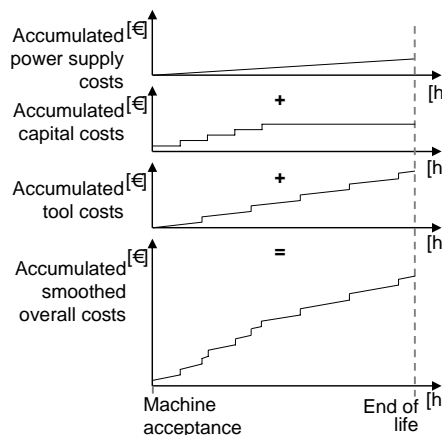 [€]
Accumulated
power supply
costs
[h
+
[€]
Accumulated
capital costs
[h
+
[€]
Accumulated
tool costs
[h
=
[€]
Accumulated
smoothed
overall costs
[h
Machine
acceptance
End of
life